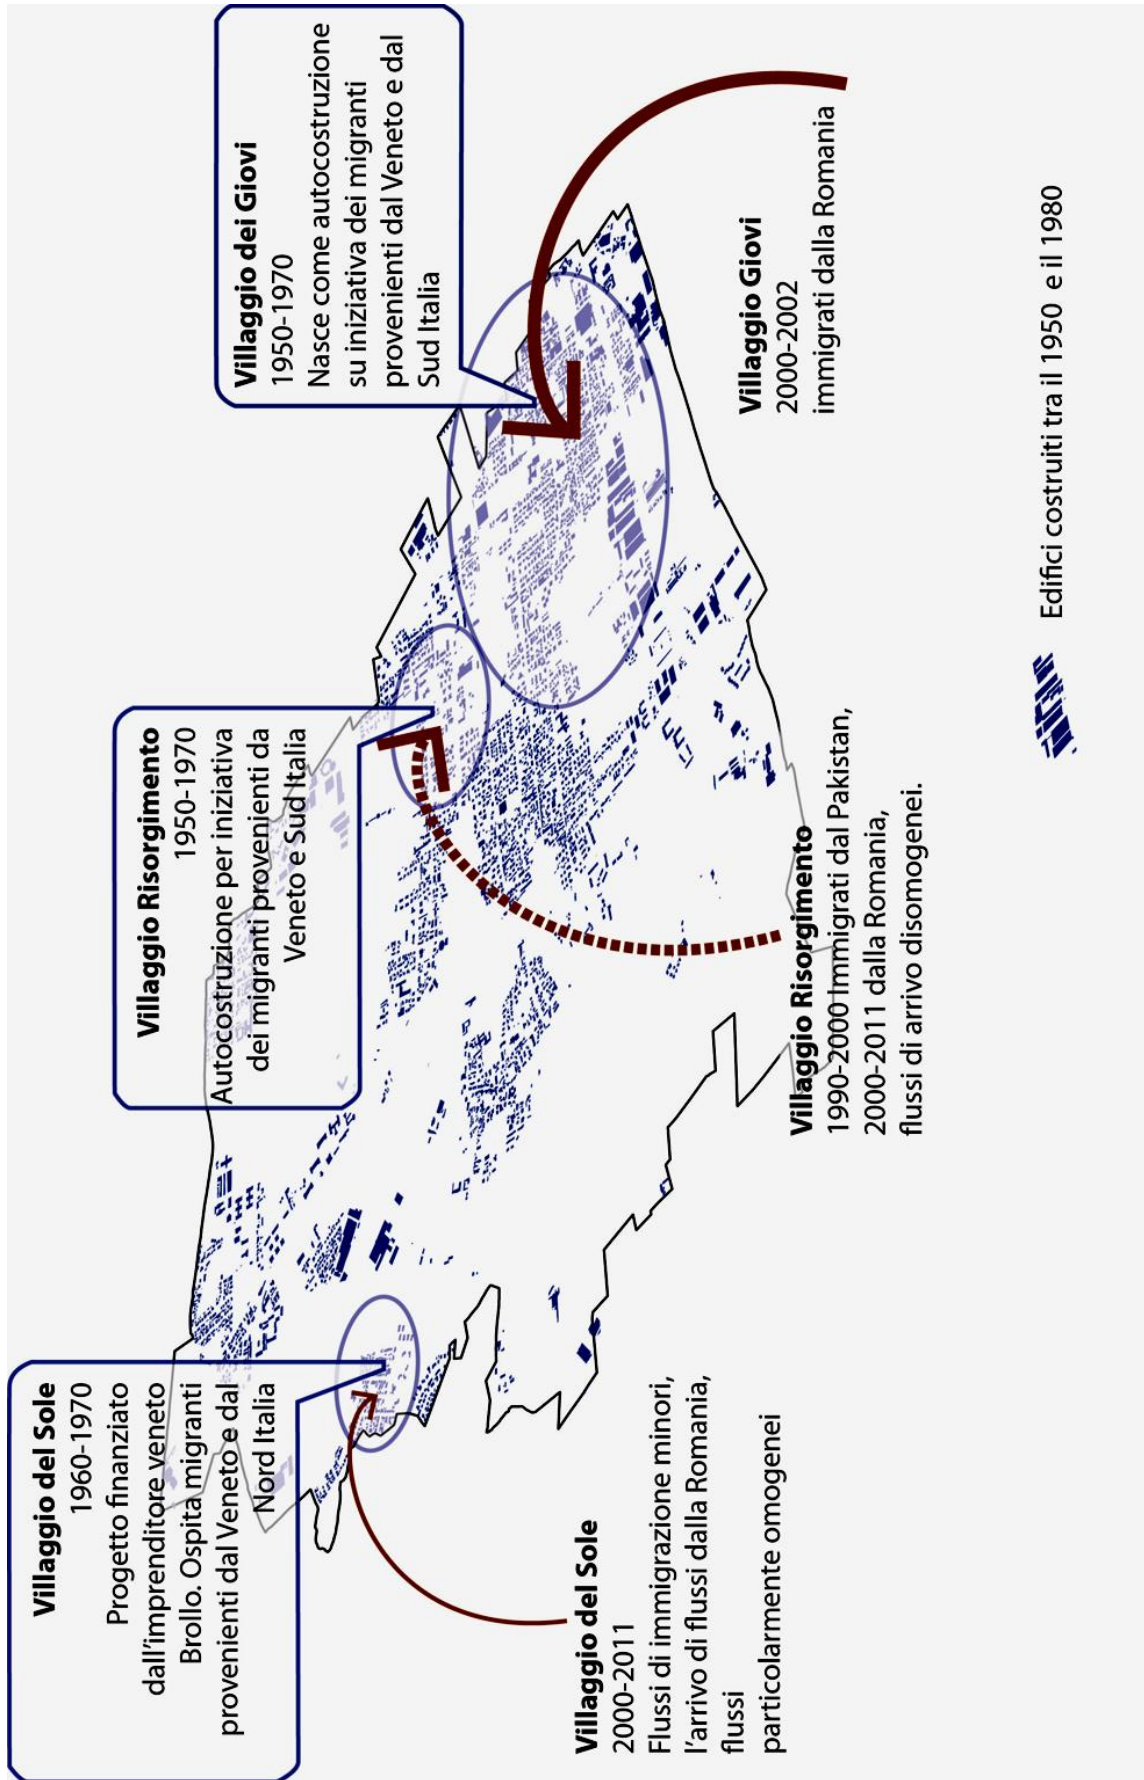 Villaggio del Sole
1960-1970
Progetto finanziato
dall'imprenditore veneto
Brollo. Ospita migranti
provenienti dal Veneto e dal
Nord Italia
Villaggio Risorgimento
1950-1970
Autocostruzione per iniziativa
dei migranti provenienti da
Veneto e Sud Italia
Villaggio dei Giovi
1950-1970
Nasce come autocostruzione
su iniziativa dei migranti
provenienti dal Veneto e dal
Sud Italia
Villaggio del Sole
2000-2011
Flussi di immigrazione minori,
l'arrivo di flussi dalla Romania,
flussi
particolarmente omogenei
Villaggio Risorgimento
1990-2000 Immigrati dal Pakistan,
2000-2011 dalla Romania,
flussi di arrivo disomogenei.
Villaggio Giovi
2000-2002
immigrati dalla Romania
Edifici costruiti tra il 1950 e il 1980